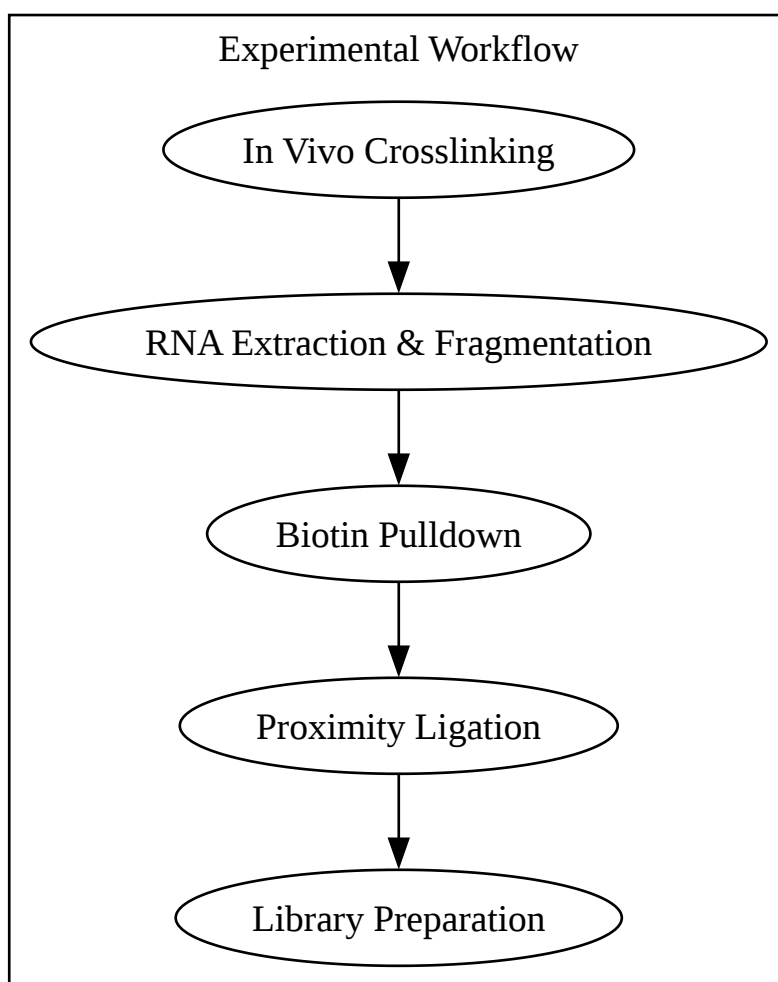 Experimental Workflow
In Vivo Crosslinking
RNA Extraction & Fragmentation
Biotin Pulldown
Proximity Ligation
Library Preparation